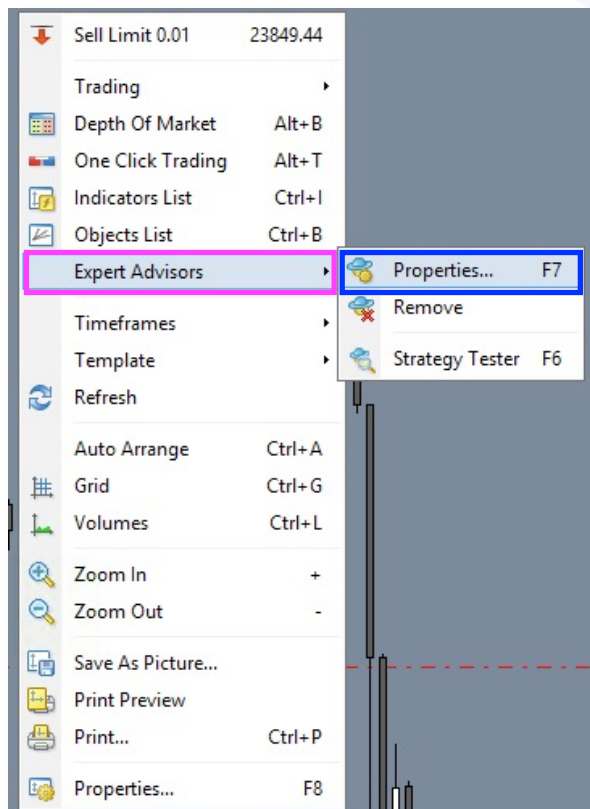 Sell Limit 0.01 23849.44
Trading
Depth Of Market Alt+B
One Click Trading Alt+T
Indicators List Ctrl+I
Objects List Ctrl+B
Expert Advisors
Properties... F7
Remove
Strategy Tester F6
Timeframes
Template
Refresh
Auto Arrange Ctrl+A
Grid Ctrl+G
Volumes Ctrl+L
Zoom In +
Zoom Out -
Save As Picture...
Print Preview
Print... Ctrl+P
Properties... F8